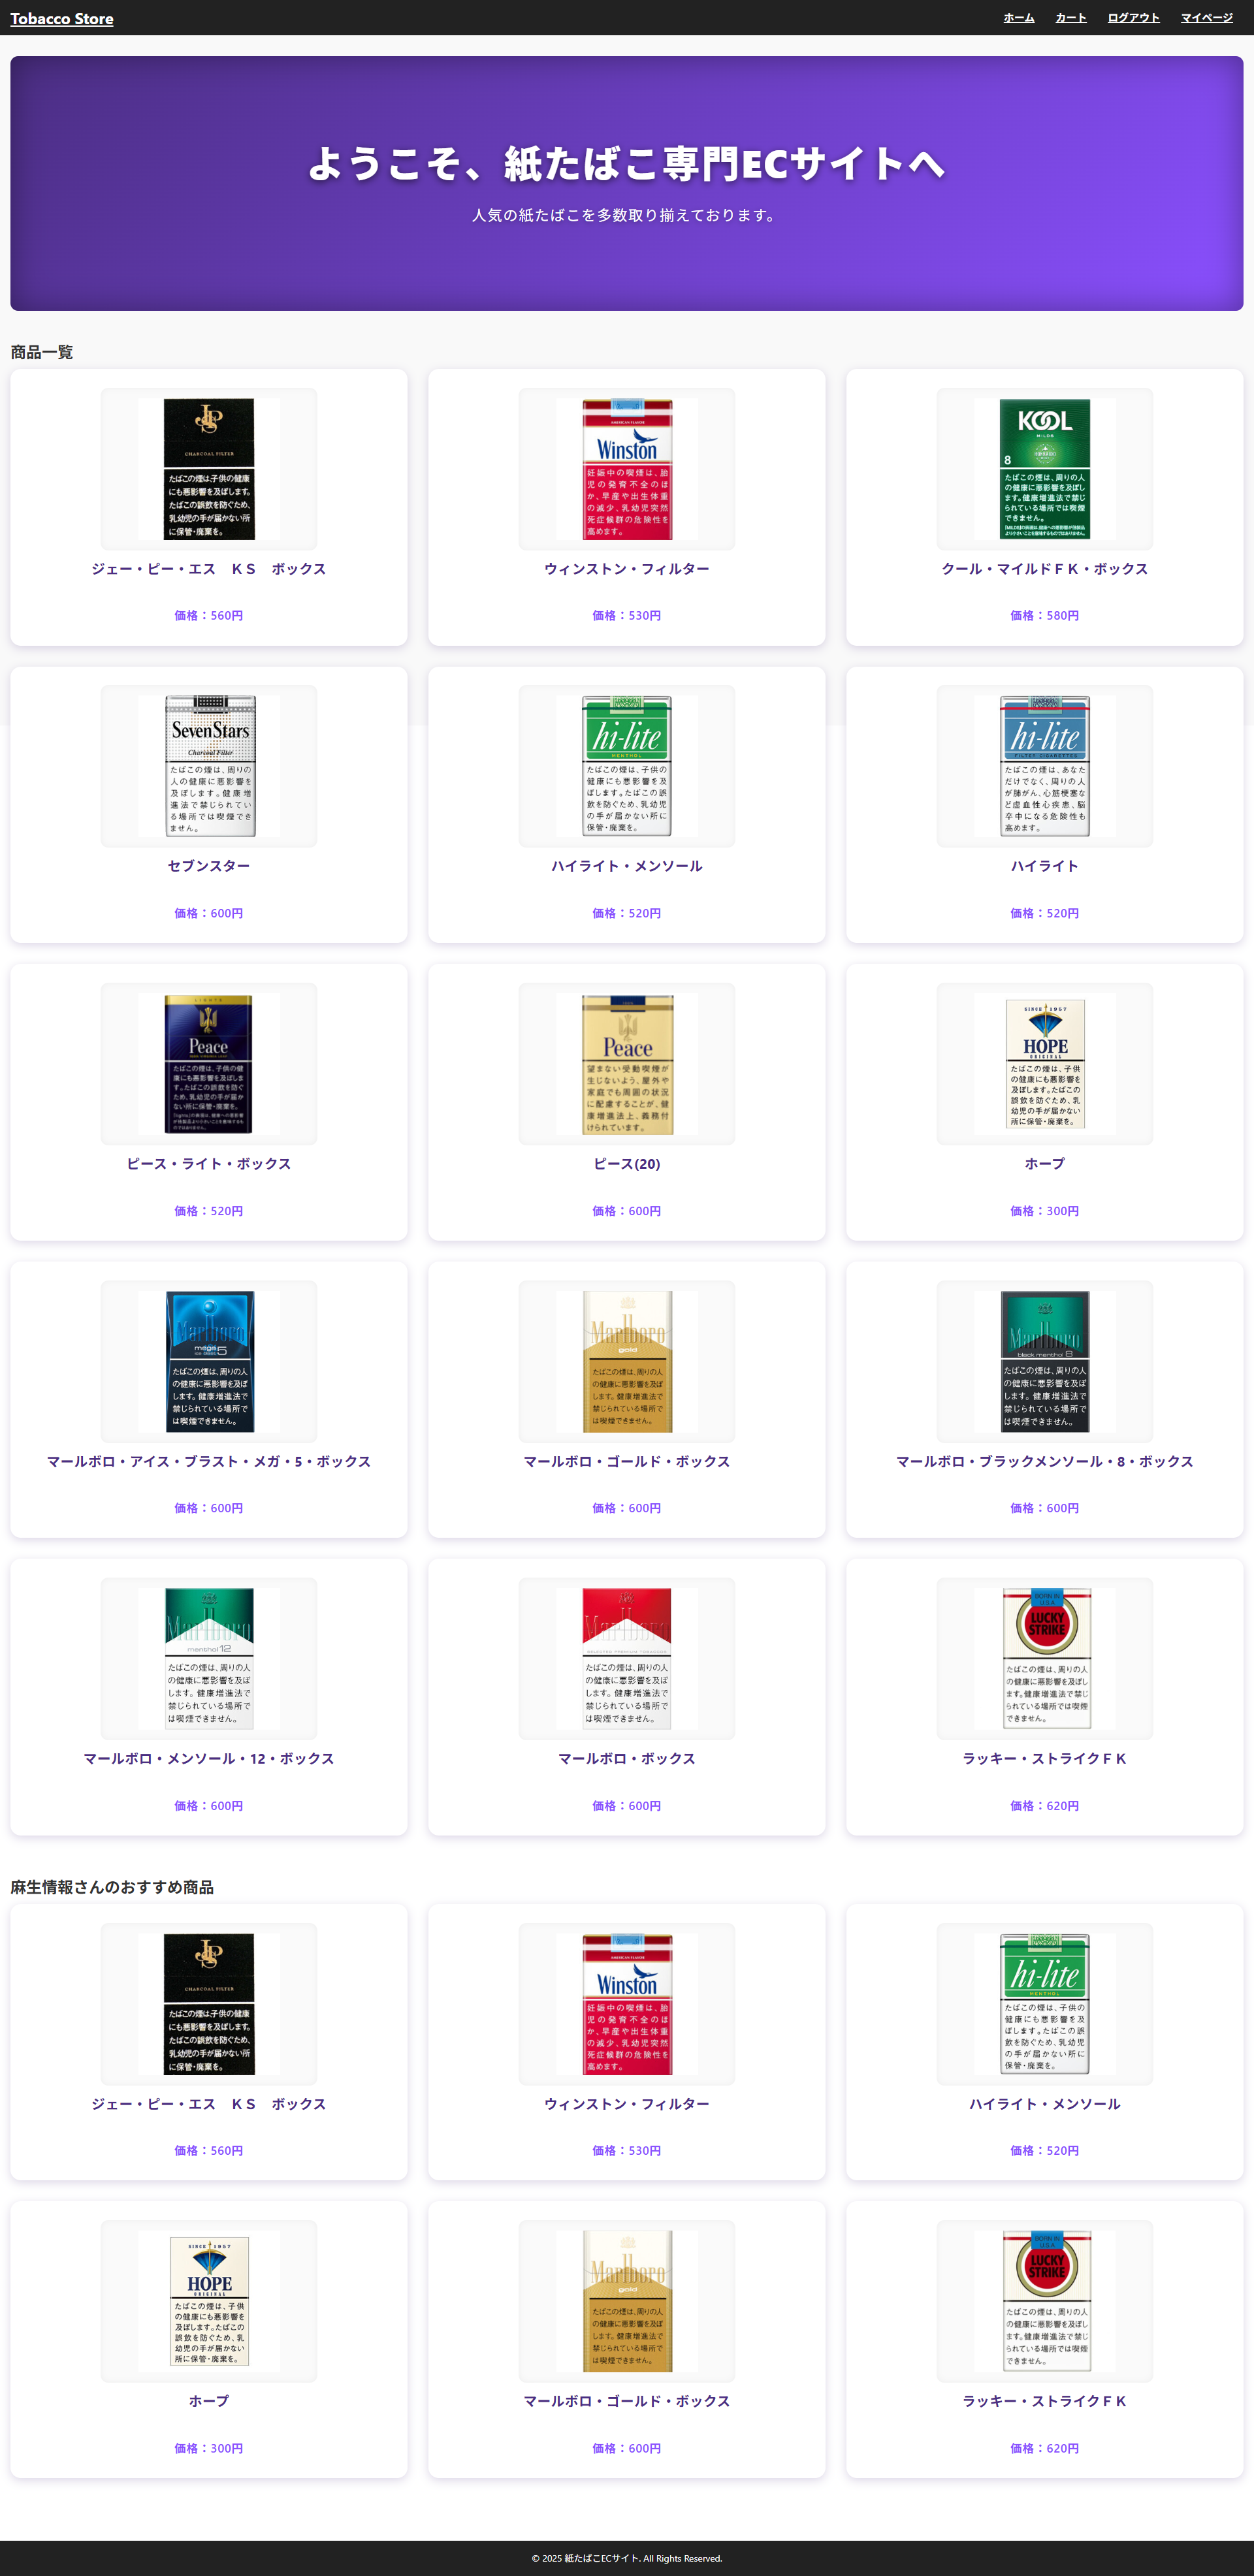 Tobacco Store
ホーム カート ログアウト マイページ
ようこそ、紙たばこ専門ECサイトへ
人気の紙たばこを多数取り揃えております。
商品一覧
JPS
CHARCOAL FILTER
たばこの煙は、子供の健康
にも悪影響を及ぼします。
たばこの誤飲を防ぐため、
乳幼児の手が届かない所
に保管・廃棄を。
ジェー・ピー・エス　ＫＳ　ボックス
価格：560円
AMERICAN FLAVOR
Winston
妊娠中の喫煙は、胎
児の発育不全のほ
か、早産や出生体重
の減少、乳幼児突然
死症候群の危険性を
高めます。
ウィンストン・フィルター
価格：530円
KOOL
MILDS
8
たばこの煙は、周りの人
の健康に悪影響を及ぼし
ます。健康増進法で禁じ
られている場所では喫煙
できません。
クール・マイルドＦＫ・ボックス
価格：580円
SevenStars
Charcoal Filter
たばこの煙は、周りの
人の健康に悪影響を
及ぼします。健康増
進法で禁じられてい
る場所では喫煙でき
ません。
セブンスター
価格：600円
hi-lite
MENTHOL
たばこの煙は、子供の
健康にも悪影響を及
ぼします。たばこの誤
飲を防ぐため、乳幼児
の手が届かない所に
保管・廃棄を。
ハイライト・メンソール
価格：520円
hi-lite
FILTER CIGARETTES
たばこの煙は、あなた
だけでなく、周りの人
が肺がん、心筋梗塞な
ど虚血性心疾患、脳
卒中になる危険性も
高めます。
ハイライト
価格：520円
LIGHTS
Peace
たばこの煙は、子供の健
康にも悪影響を及ぼしま
す。たばこの誤飲を防ぐ
ため、乳幼児の手が届か
ない所に保管・廃棄を。
ピース・ライト・ボックス
価格：520円
Peace
望まない受動喫煙が
生じないよう、屋外や
家庭でも周囲の状況
に配慮することが、健
康増進法上、義務付
けられています。
ピース(20)
価格：600円
SINCE 1957
HOPE
ORIGINAL
たばこの煙は、子供
の健康にも悪影響を
及ぼします。たばこの
誤飲を防ぐため、乳
幼児の手が届かない
所に保管・廃棄を。
ホープ
価格：300円
Marlboro
mega
5
たばこの煙は、周りの人
の健康に悪影響を及ぼ
します。健康増進法で
禁じられている場所で
は喫煙できません。
マールボロ・アイス・ブラスト・メガ・5・ボックス
価格：600円
Marlboro
gold
たばこの煙は、周りの人
の健康に悪影響を及ぼ
します。健康増進法で
禁じられている場所で
は喫煙できません。
マールボロ・ゴールド・ボックス
価格：600円
Marlboro
black menthol 8
たばこの煙は、周りの人
の健康に悪影響を及ぼ
します。健康増進法で
禁じられている場所で
は喫煙できません。
マールボロ・ブラックメンソール・8・ボックス
価格：600円
Marlboro
menthol 12
たばこの煙は、周りの人
の健康に悪影響を及ぼ
します。健康増進法で
禁じられている場所で
は喫煙できません。
マールボロ・メンソール・12・ボックス
価格：600円
Marlboro
SELECTED PREMIUM TOBACCOS
たばこの煙は、周りの人
の健康に悪影響を及ぼ
します。健康増進法で
禁じられている場所で
は喫煙できません。
マールボロ・ボックス
価格：600円
BORN IN
U.S.A
LUCKY
STRIKE
たばこの煙は、周りの人
の健康に悪影響を及ぼし
ます。健康増進法で禁じ
られている場所では喫煙
できません。
ラッキー・ストライクＦＫ
価格：620円
麻生情報さんのおすすめ商品
JPS
CHARCOAL FILTER
たばこの煙は、子供の健康
にも悪影響を及ぼします。
たばこの誤飲を防ぐため、
乳幼児の手が届かない所
に保管・廃棄を。
ジェー・ピー・エス　ＫＳ　ボックス
価格：560円
AMERICAN FLAVOR
Winston
妊娠中の喫煙は、胎
児の発育不全のほ
か、早産や出生体重
の減少、乳幼児突然
死症候群の危険性を
高めます。
ウィンストン・フィルター
価格：530円
hi-lite
MENTHOL
たばこの煙は、子供の
健康にも悪影響を及
ぼします。たばこの誤
飲を防ぐため、乳幼児
の手が届かない所に
保管・廃棄を。
ハイライト・メンソール
価格：520円
SINCE 1957
HOPE
ORIGINAL
たばこの煙は、子供
の健康にも悪影響を
及ぼします。たばこの
誤飲を防ぐため、乳
幼児の手が届かない
所に保管・廃棄を。
ホープ
価格：300円
Marlboro
gold
たばこの煙は、周りの人
の健康に悪影響を及ぼ
します。健康増進法で
禁じられている場所で
は喫煙できません。
マールボロ・ゴールド・ボックス
価格：600円
BORN IN
U.S.A
LUCKY
STRIKE
たばこの煙は、周りの人
の健康に悪影響を及ぼし
ます。健康増進法で禁じ
られている場所では喫煙
できません。
ラッキー・ストライクＦＫ
価格：620円
© 2025 紙たばこECサイト. All Rights Reserved.